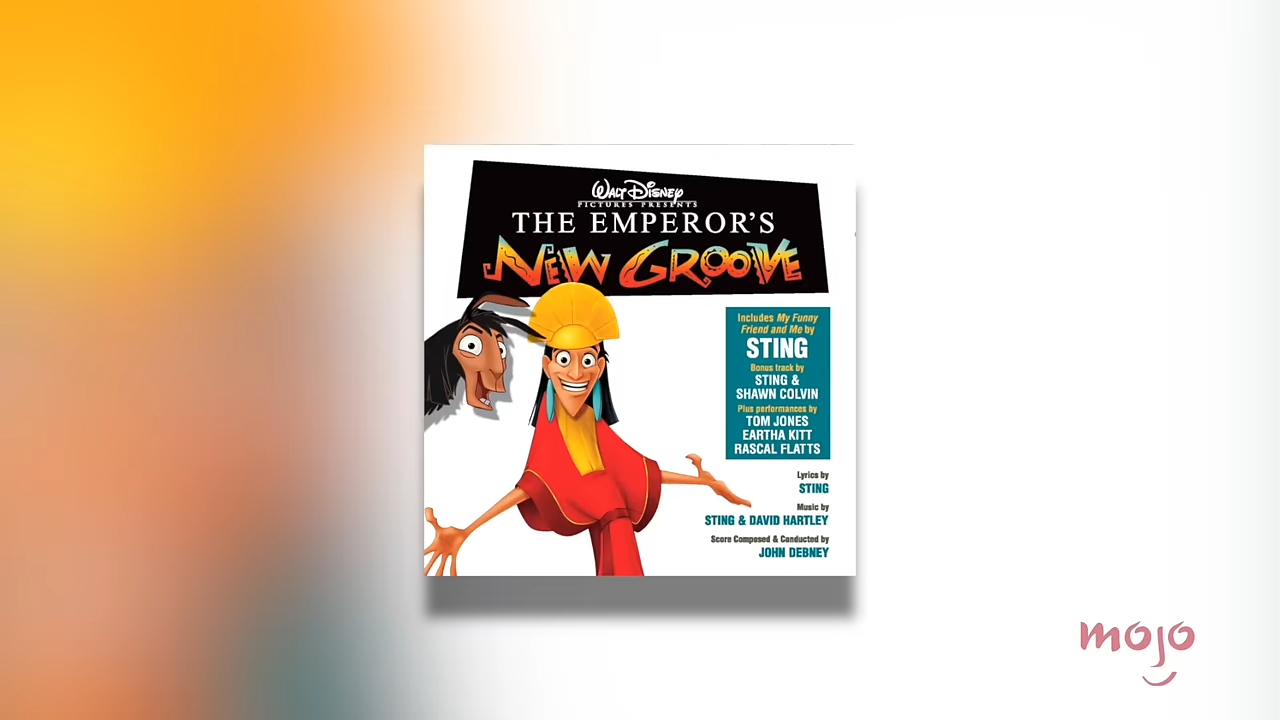 WALT DISNEY
PICTURES PRESENTS
THE EMPEROR'S
NEW GROOVE
Includes My Funny
Friend and Me by
STING
Bonus track by
STING &
SHAWN COLVIN
Plus performances by
TOM JONES
EARTHA KITT
RASCAL FLATTS
Lyrics by
STING
Music by
STING & DAVID HARTLEY
Score Composed & Conducted by
JOHN DEBNEY
mojo